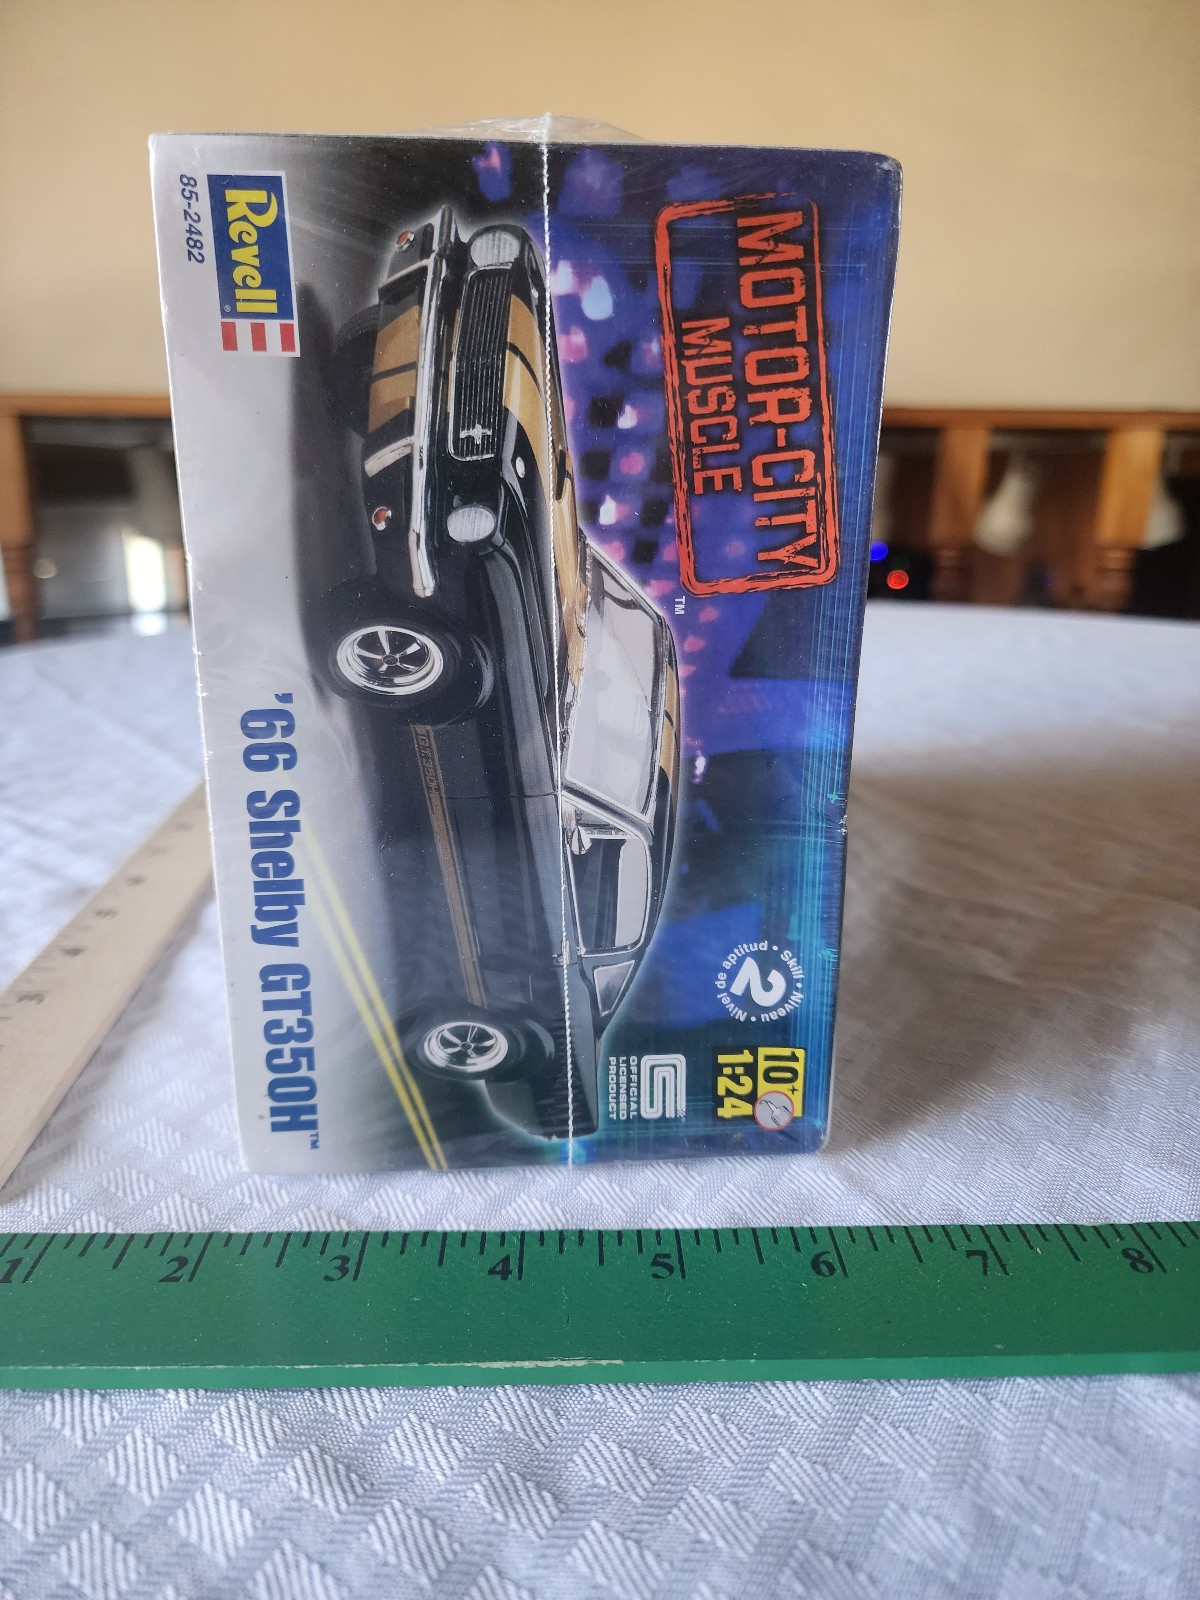 MOTOR-CITY
MUSCLE
™
Revell®
85-2482
'66 Shelby GT350H™
G.T.350H
Skill • Niveau • Nivel de aptitud •
2
10+
1:24
OFFICIAL
LICENSED
PRODUCT
1 2 3 4 5 6 7 8